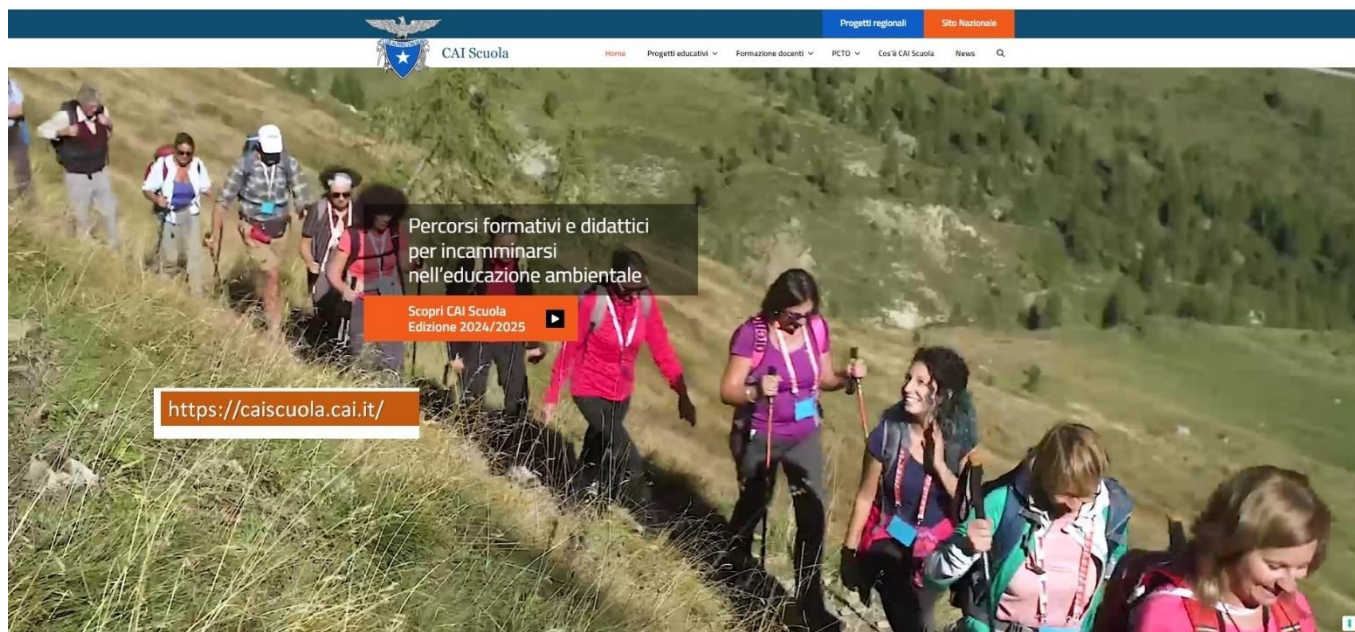 Progetti regionali
Sito Nazionale
CAI Scuola
Home
Progetti educativi
Formazione docenti
PCTO
Cos'è CAI Scuola
News
Percorsi formativi e didattici
per incamminarsi
nell'educazione ambientale
Scopri CAI Scuola
Edizione 2024/2025
https://caiscuola.cai.it/